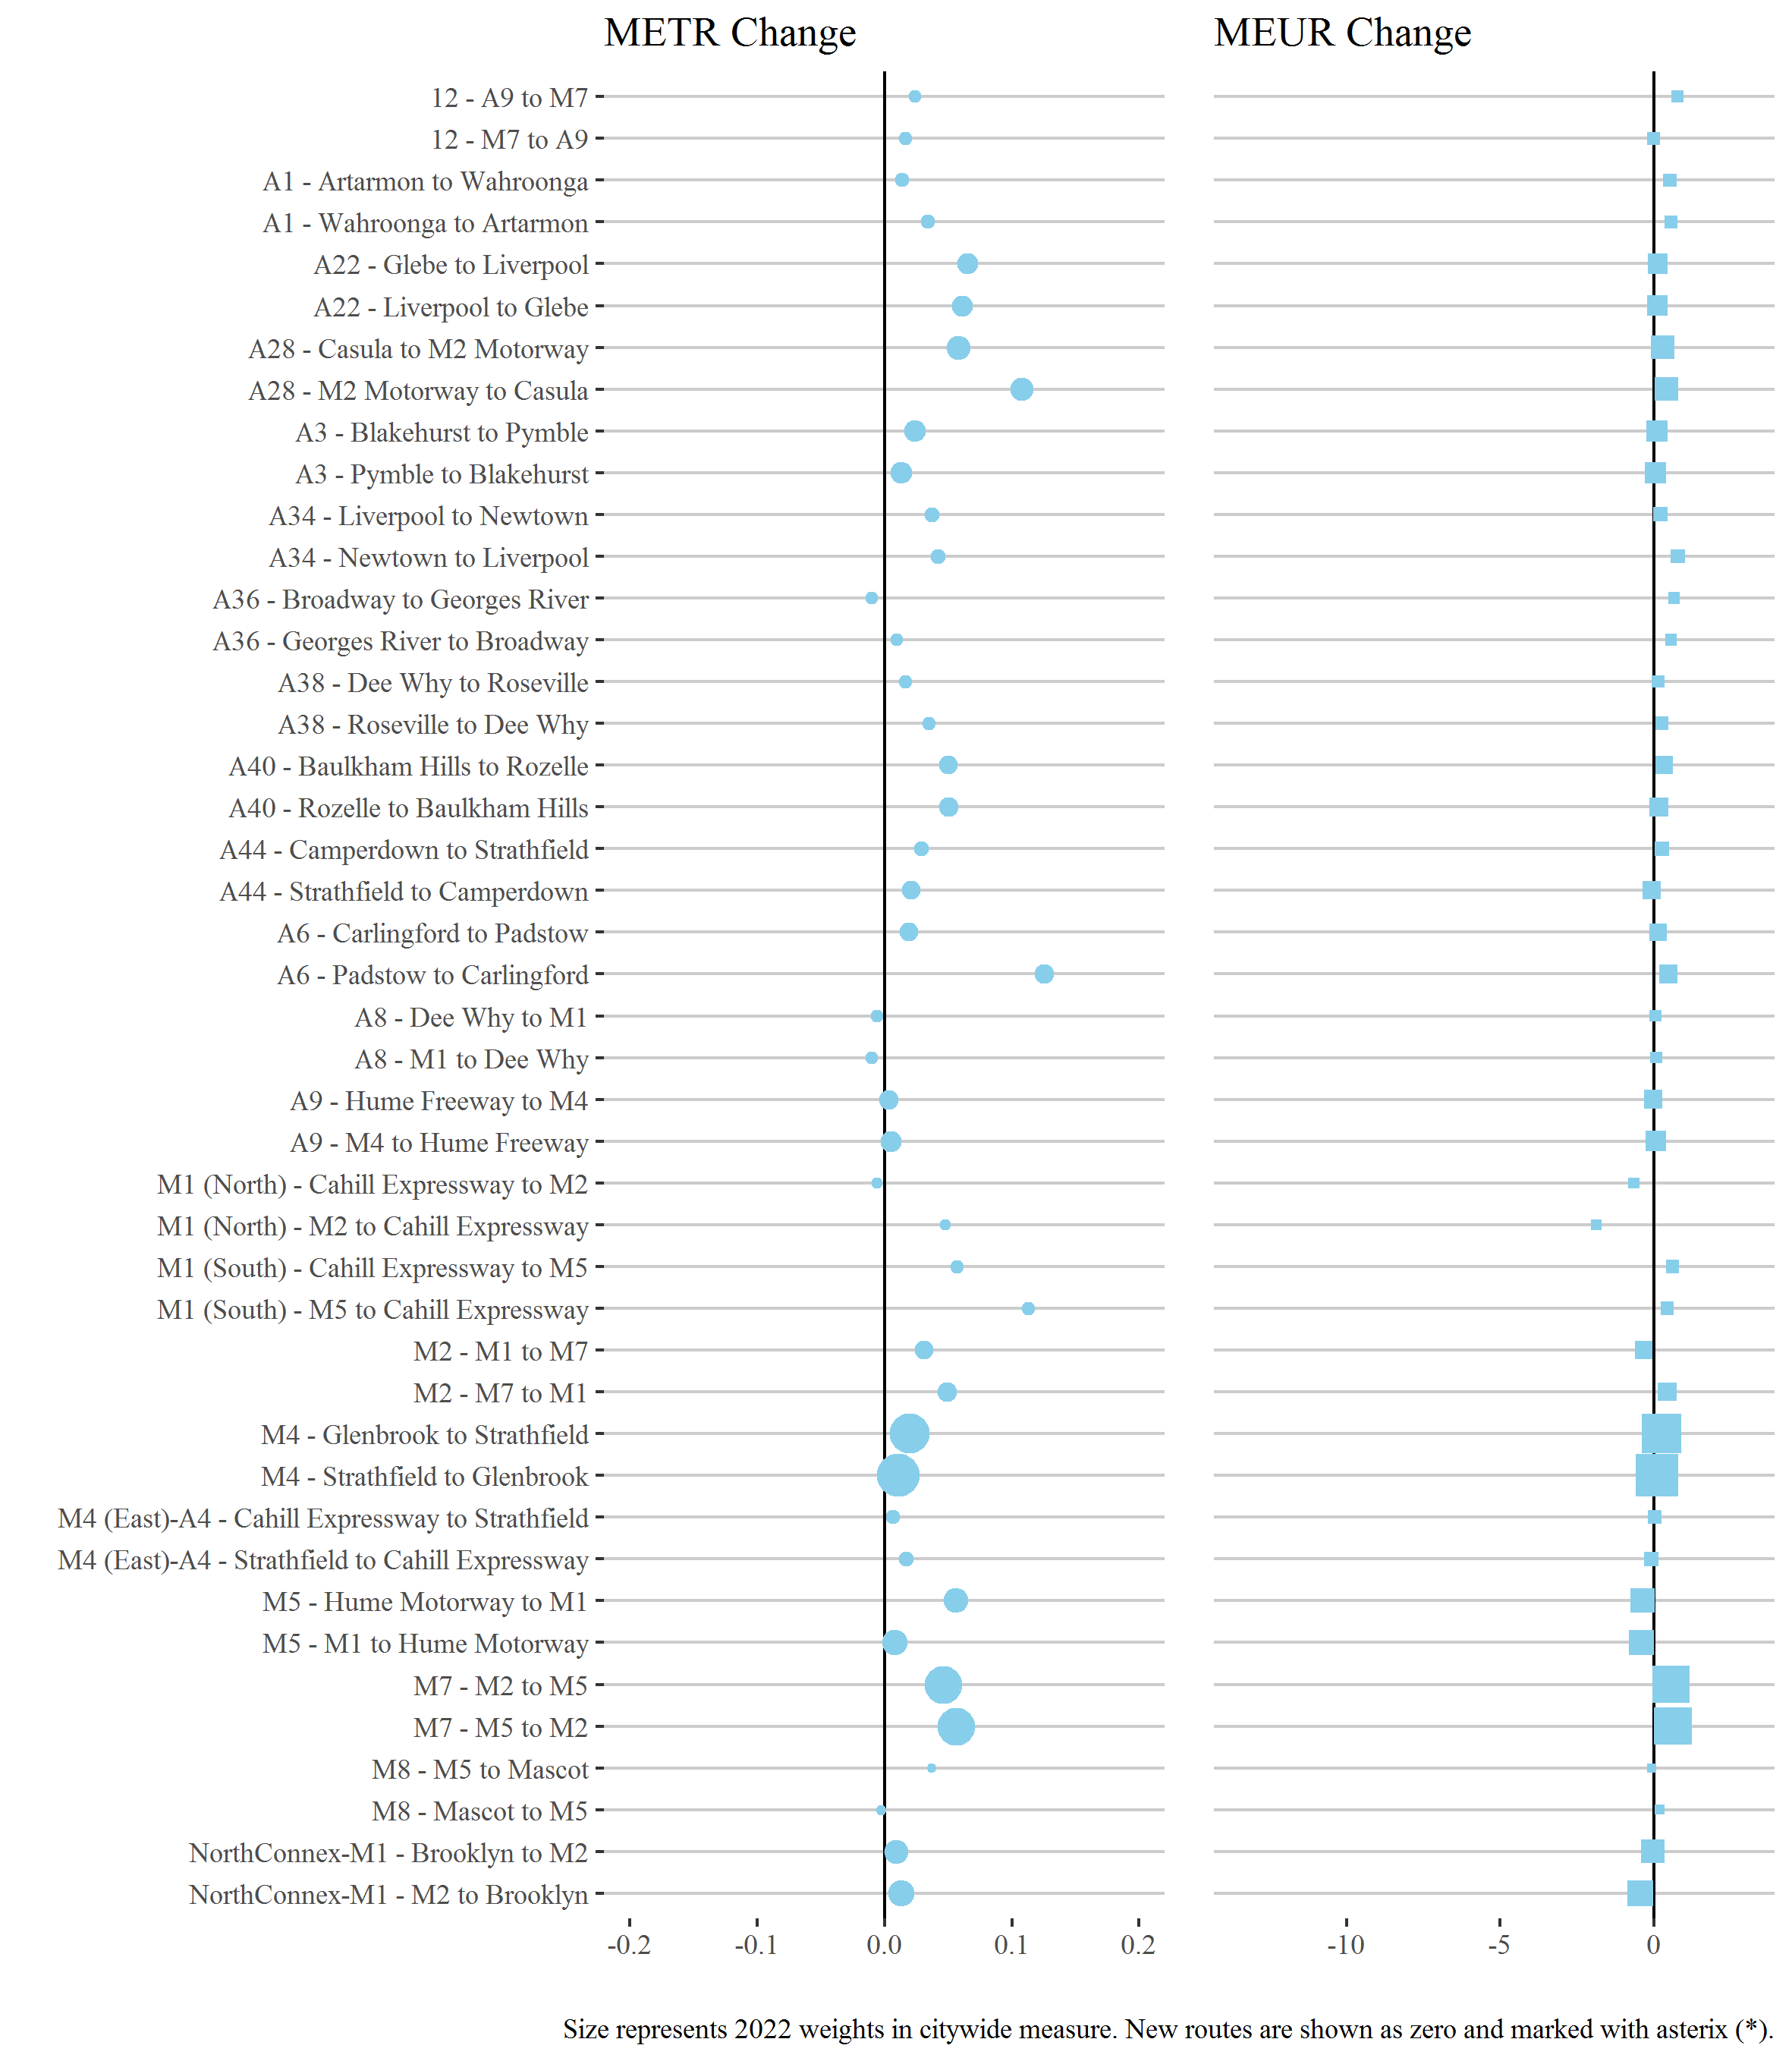 METR Change MEUR Change
12 - A9 to M7
12 - M7 to A9
A1 - Artarmon to Wahroonga
A1 - Wahroonga to Artarmon
A22 - Glebe to Liverpool
A22 - Liverpool to Glebe
A28 - Casula to M2 Motorway
A28 - M2 Motorway to Casula
A3 - Blakehurst to Pymble
A3 - Pymble to Blakehurst
A34 - Liverpool to Newtown
A34 - Newtown to Liverpool
A36 - Broadway to Georges River
A36 - Georges River to Broadway
A38 - Dee Why to Roseville
A38 - Roseville to Dee Why
A40 - Baulkham Hills to Rozelle
A40 - Rozelle to Baulkham Hills
A44 - Camperdown to Strathfield
A44 - Strathfield to Camperdown
A6 - Carlingford to Padstow
A6 - Padstow to Carlingford
A8 - Dee Why to M1
A8 - M1 to Dee Why
A9 - Hume Freeway to M4
A9 - M4 to Hume Freeway
M1 (North) - Cahill Expressway to M2
M1 (North) - M2 to Cahill Expressway
M1 (South) - Cahill Expressway to M5
M1 (South) - M5 to Cahill Expressway
M2 - M1 to M7
M2 - M7 to M1
M4 - Glenbrook to Strathfield
M4 - Strathfield to Glenbrook
M4 (East)-A4 - Cahill Expressway to Strathfield
M4 (East)-A4 - Strathfield to Cahill Expressway
M5 - Hume Motorway to M1
M5 - M1 to Hume Motorway
M7 - M2 to M5
M7 - M5 to M2
M8 - M5 to Mascot
M8 - Mascot to M5
NorthConnex-M1 - Brooklyn to M2
NorthConnex-M1 - M2 to Brooklyn
-0.2 -0.1 0.0 0.1 0.2 -10 -5 0
Size represents 2022 weights in citywide measure. New routes are shown as zero and marked with asterix (*).